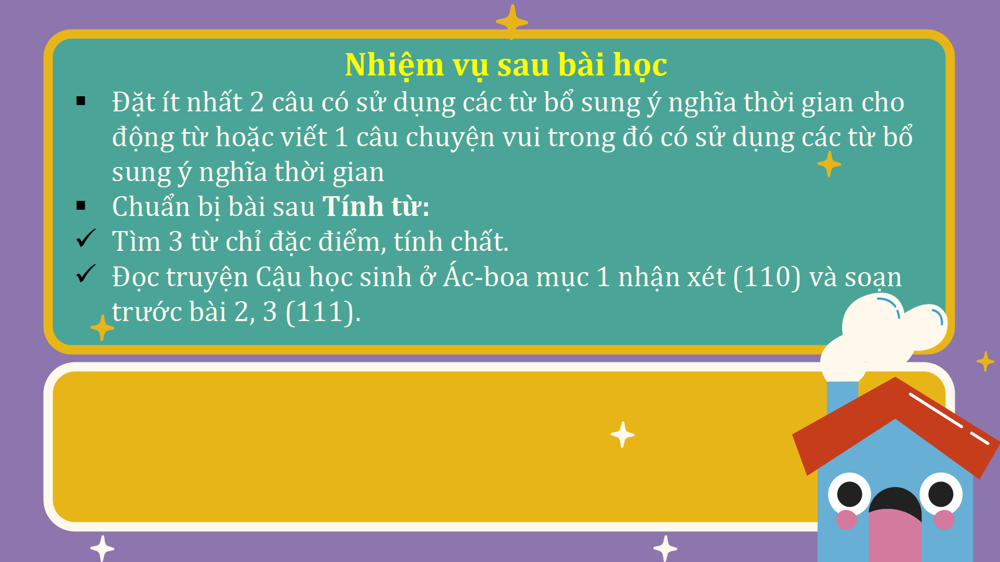 Nhiệm vụ sau bài học
▪ Đặt ít nhất 2 câu có sử dụng các từ bổ sung ý nghĩa thời gian cho
động từ hoặc viết 1 câu chuyện vui trong đó có sử dụng các từ bổ
sung ý nghĩa thời gian
▪ Chuẩn bị bài sau Tính từ:
✓ Tìm 3 từ chỉ đặc điểm, tính chất.
✓ Đọc truyện Cậu học sinh ở Ác-boa mục 1 nhận xét (110) và soạn
trước bài 2, 3 (111).